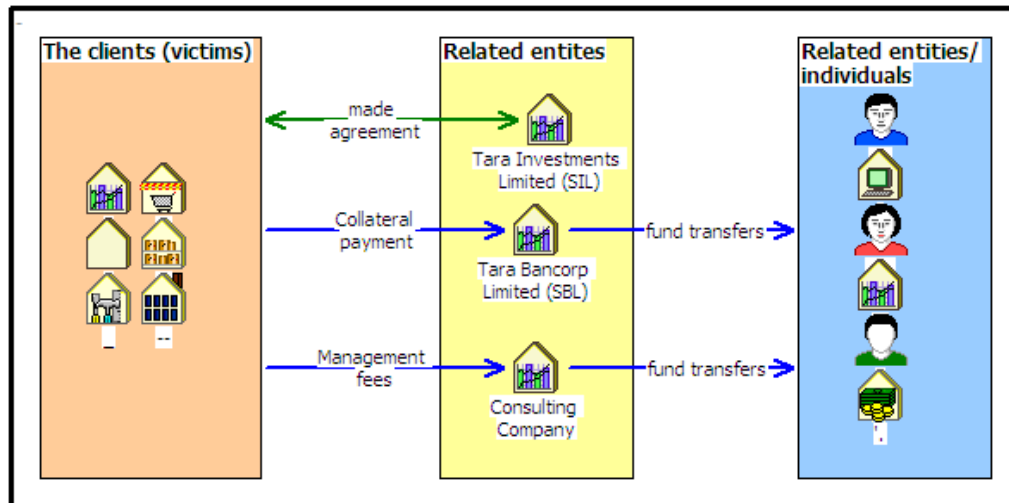 The clients (victims)
Related entites
Related entities/
individuals
made
agreement
Tara Investments
Limited (SIL)
Collateral
payment
fund transfers
Tara Bancorp
Limited (SBL)
Management
fees
fund transfers
Consulting
Company